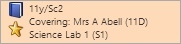 11y/Sc2
Covering: Mrs A Abell (11D)
Science Lab 1 (S1)